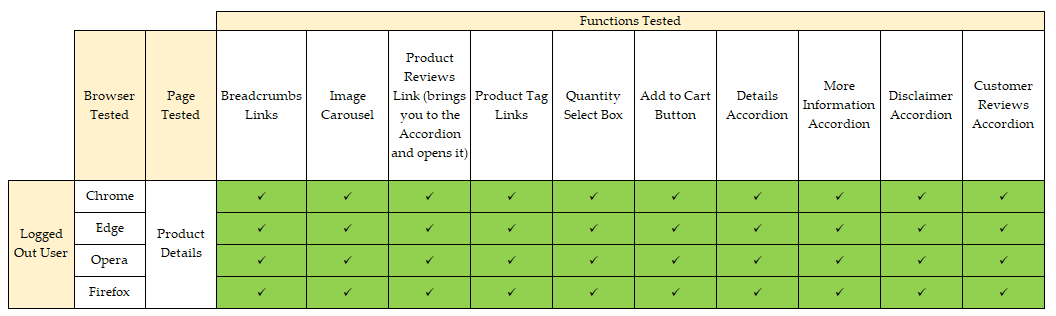 Functions Tested
Browser
Tested
Page
Tested
Breadcrumbs
Links
Image
Carousel
Product
Reviews
Link (brings
you to the
Accordion
and opens it)
Product Tag
Links
Quantity
Select Box
Add to Cart
Button
Details
Accordion
More
Information
Accordion
Disclaimer
Accordion
Customer
Reviews
Accordion
Logged
Out User
Product
Details
Chrome ✓ ✓ ✓ ✓ ✓ ✓ ✓ ✓ ✓ ✓
Edge ✓ ✓ ✓ ✓ ✓ ✓ ✓ ✓ ✓ ✓
Opera ✓ ✓ ✓ ✓ ✓ ✓ ✓ ✓ ✓ ✓
Firefox ✓ ✓ ✓ ✓ ✓ ✓ ✓ ✓ ✓ ✓